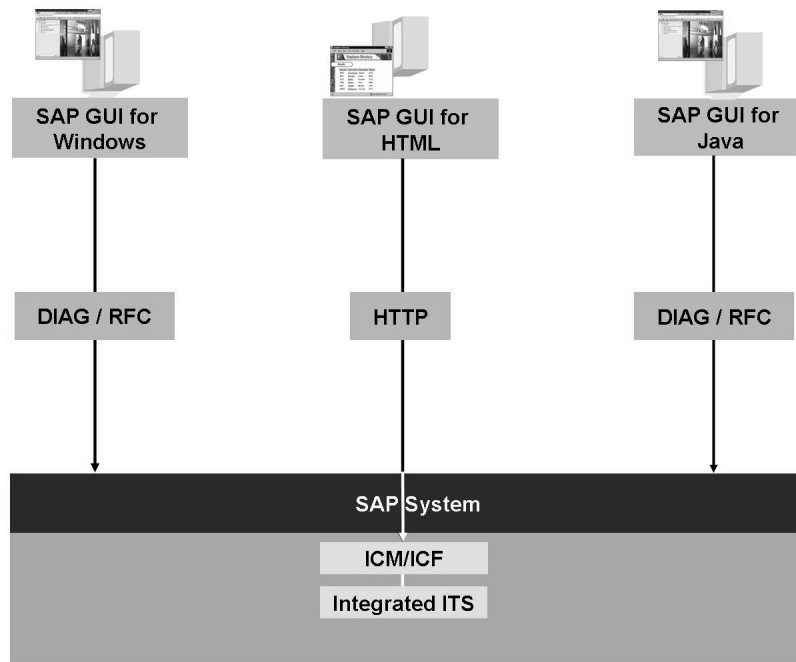 SAP GUI for
Windows
SAP GUI for
HTML
SAP GUI for
Java
DIAG / RFC
HTTP
DIAG / RFC
SAP System
ICM/ICF
Integrated ITS